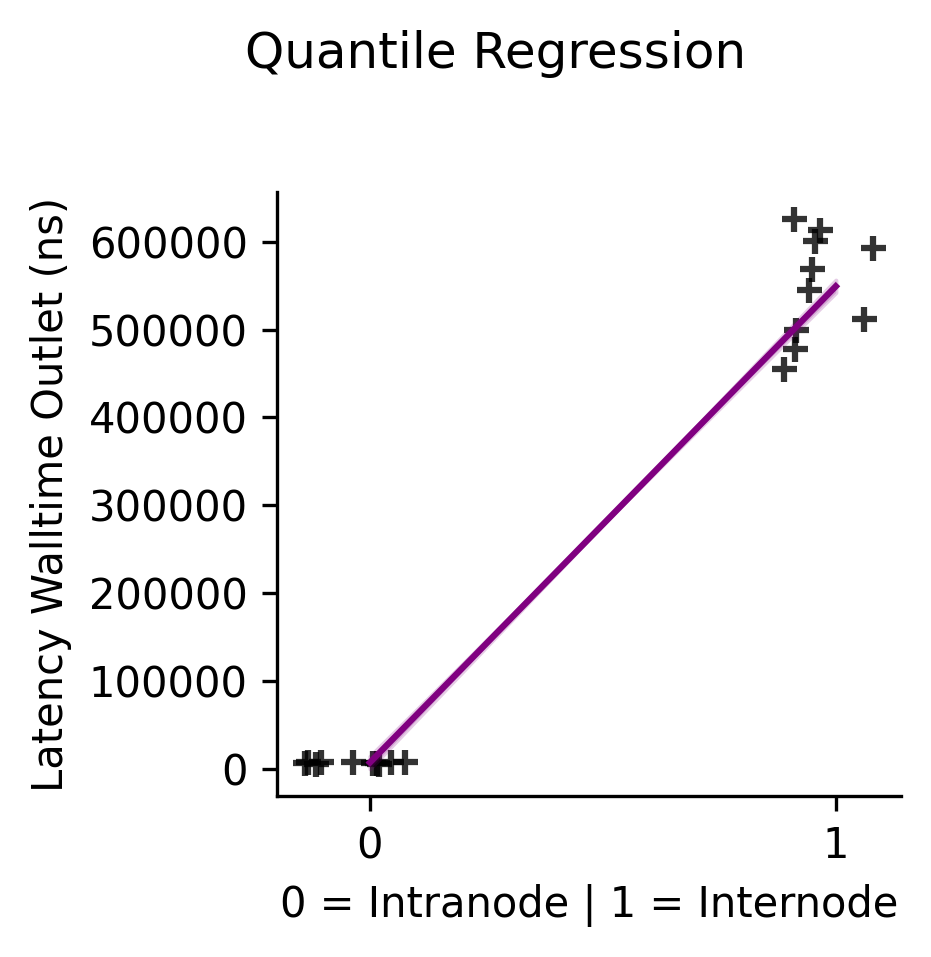 Quantile Regression
Latency Walltime Outlet (ns)
600000
500000
400000
300000
200000
100000
0
0 1
0 = Intranode | 1 = Internode